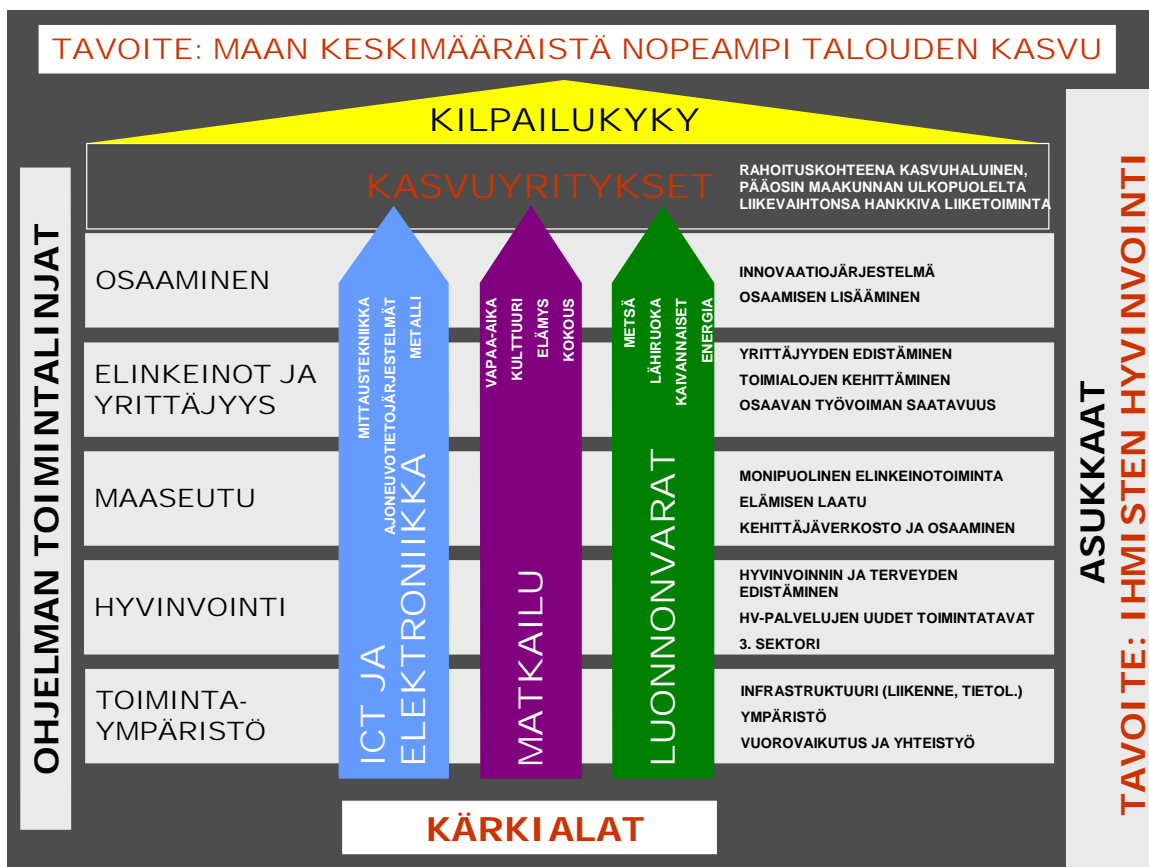 TAVOITE: MAAN KESKIMÄÄRÄISTÄ NOPEAMPI TALOUDEN KASVU
KILPAILUKYKY
KASVUYRITYKSET
RAHOITUSKOHTEENA KASVUHALUINEN,
PÄÄOSIN MAAKUNNAN ULKOPUOLELTA
LIIKEVAIHTONSA HANKKIVA LIIKETOIMINTA
OHJELMAN TOIMINTALINJAT
OSAAMINEN
INNOVAATIOJÄRJESTELMÄ
OSAAMISEN LISÄÄMINEN
ELINKEINOT JA
YRITTÄJYYS
YRITTÄJYYDEN EDISTÄMINEN
TOIMIALOJEN KEHITTÄMINEN
OSAAVAN TYÖVOIMAN SAATAVUUS
MAASEUTU
MONIPUOLINEN ELINKEINOTOIMINTA
ELÄMISEN LAATU
KEHITTÄJÄVERKOSTO JA OSAAMINEN
HYVINVOINTI
HYVINVOINNIN JA TERVEYDEN
EDISTÄMINEN
HV-PALVELUJEN UUDET TOIMINTATAVAT
3. SEKTORI
TOIMINTA-
YMPÄRISTÖ
INFRASTRUKTUURI (LIIKENNE, TIETOL.)
YMPÄRISTÖ
VUOROVAIKUTUS JA YHTEISTYÖ
MITTAUSTEKNIIKKA
AJONEUVOTIETOJÄRJESTELMÄT
METALLI
ICT JA
ELEKTRONIIKKA
VAPAA-AIKA
KULTTUURI
ELÄMYS
KOKOUS
MATKAILU
METSÄ
LÄHIRUOKA
KAIVANNAISET
ENERGIA
LUONNONVARAT
KÄRKIALAT
ASUKKAAT
TAVOITE: IHMISTEN HYVINVOINTI